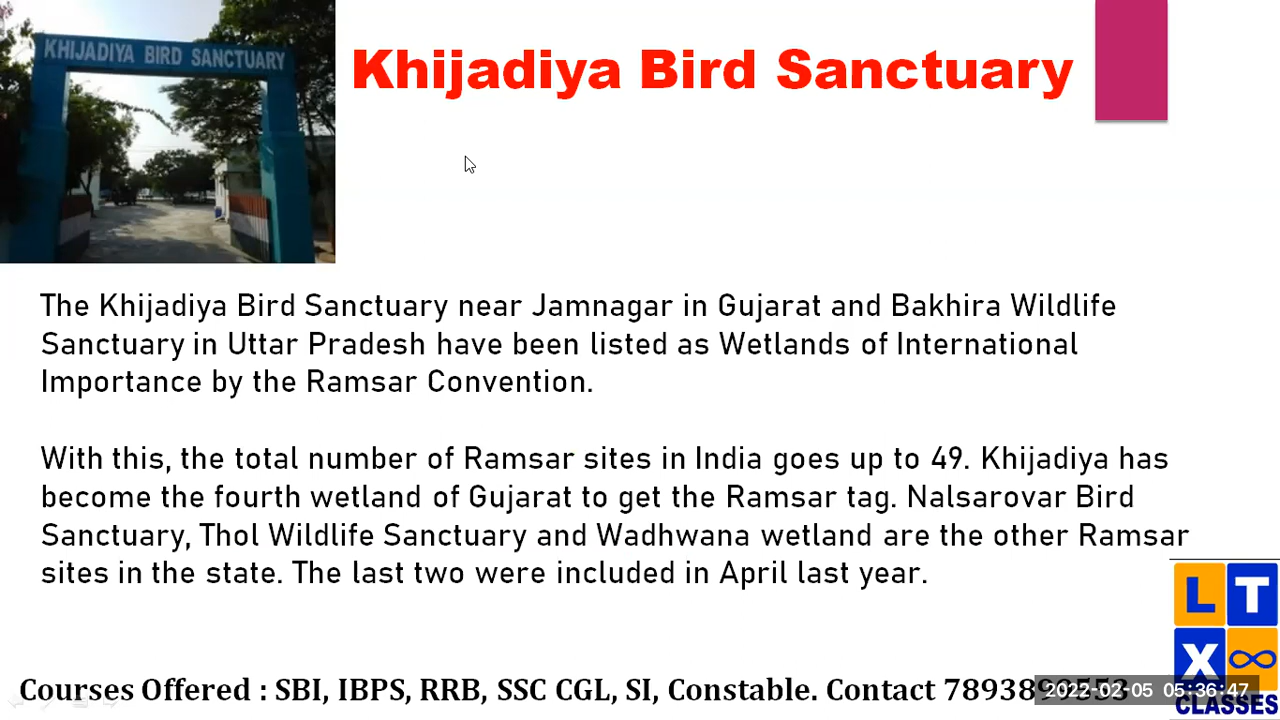 KHIJADIYA BIRD SANCTUARY
Khijadiya Bird Sanctuary
The Khijadiya Bird Sanctuary near Jamnagar in Gujarat and Bakhira Wildlife
Sanctuary in Uttar Pradesh have been listed as Wetlands of International
Importance by the Ramsar Convention.
With this, the total number of Ramsar sites in India goes up to 49. Khijadiya has
become the fourth wetland of Gujarat to get the Ramsar tag. Nalsarovar Bird
Sanctuary, Thol Wildlife Sanctuary and Wadhwana wetland are the other Ramsar
sites in the state. The last two were included in April last year.
L T
X ∞
CLASSES
Courses Offered : SBI, IBPS, RRB, SSC CGL, SI, Constable. Contact
2022-02-05 05:36:47